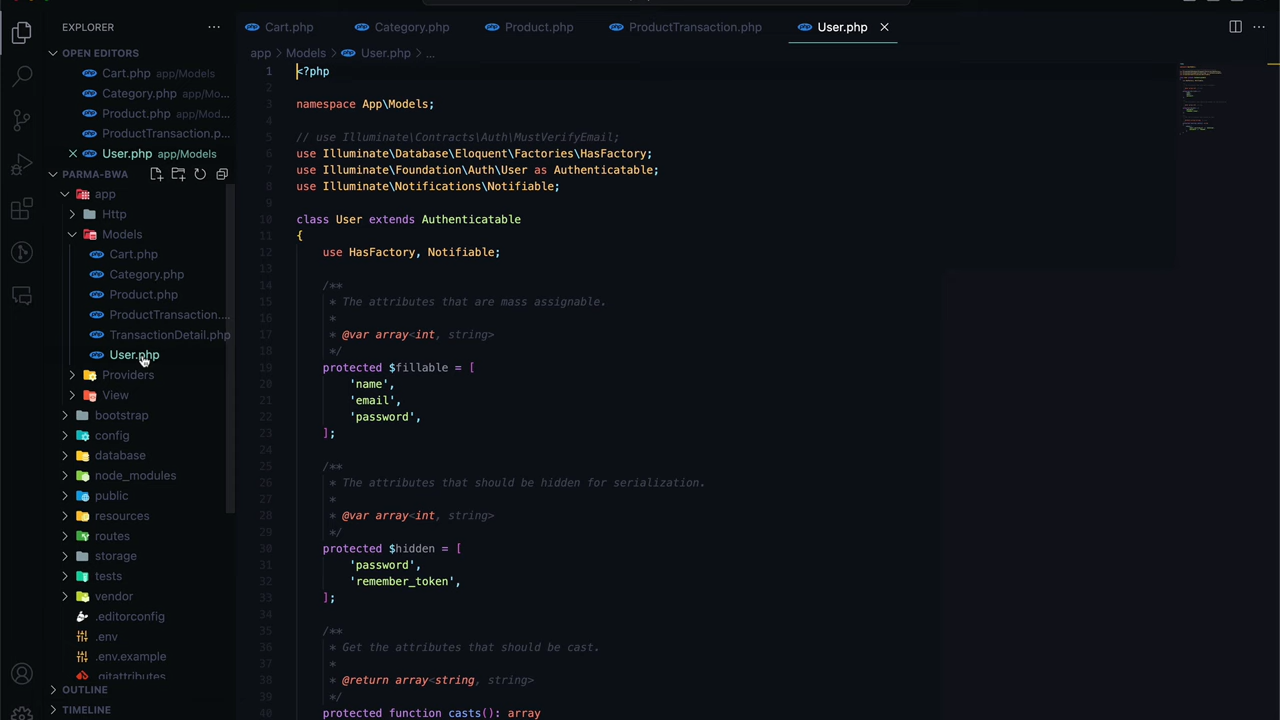 EXPLORER
OPEN EDITORS
Cart.php app/Models
Category.php app/Mo...
Product.php app/Mod...
ProductTransaction.p...
User.php app/Models
PARMA-BWA
app
Http
Models
Cart.php
Category.php
Product.php
ProductTransaction....
TransactionDetail.php
User.php
Providers
View
bootstrap
config
database
node_modules
public
resources
routes
storage
tests
vendor
.editorconfig
.env
.env.example
.gitattributes
OUTLINE
TIMELINE
Cart.php Category.php Product.php ProductTransaction.php User.php
app > Models > User.php > ...
1 <?php
2
3 namespace App\Models;
4
5 // use Illuminate\Contracts\Auth\MustVerifyEmail;
6 use Illuminate\Database\Eloquent\Factories\HasFactory;
7 use Illuminate\Foundation\Auth\User as Authenticatable;
8 use Illuminate\Notifications\Notifiable;
9
10 class User extends Authenticatable
11 {
12 use HasFactory, Notifiable;
13
14 /**
15 * The attributes that are mass assignable.
16 *
17 * @var array<int, string>
18 */
19 protected $fillable = [
20 'name',
21 'email',
22 'password',
23 ];
24
25 /**
26 * The attributes that should be hidden for serialization.
27 *
28 * @var array<int, string>
29 */
30 protected $hidden = [
31 'password',
32 'remember_token',
33 ];
34
35 /**
36 * Get the attributes that should be cast.
37 *
38 * @return array<string, string>
39 */
40 protected function casts(): array